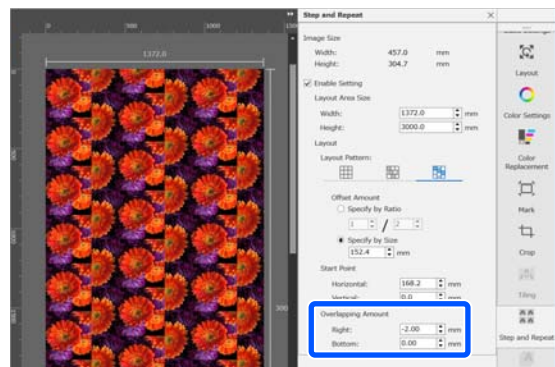 Step and Repeat
500
1000
1372.0
Image Size
Width: 457.0 mm
Height: 304.7 mm
Enable Setting
Layout Area Size
Width: 1372.0 mm
Height: 3000.0 mm
Layout
Layout Pattern:
Offset Amount
Specify by Ratio
1 / 2
Specify by Size
152.4 mm
Start Point
Horizontal: 168.2 mm
Vertical: 0.0 mm
Overlapping Amount
Right: -2.00 mm
Bottom: 0.00 mm
Layout
Color Settings
Color
Replacement
Mark
Crop
Tiling
Step and Repeat